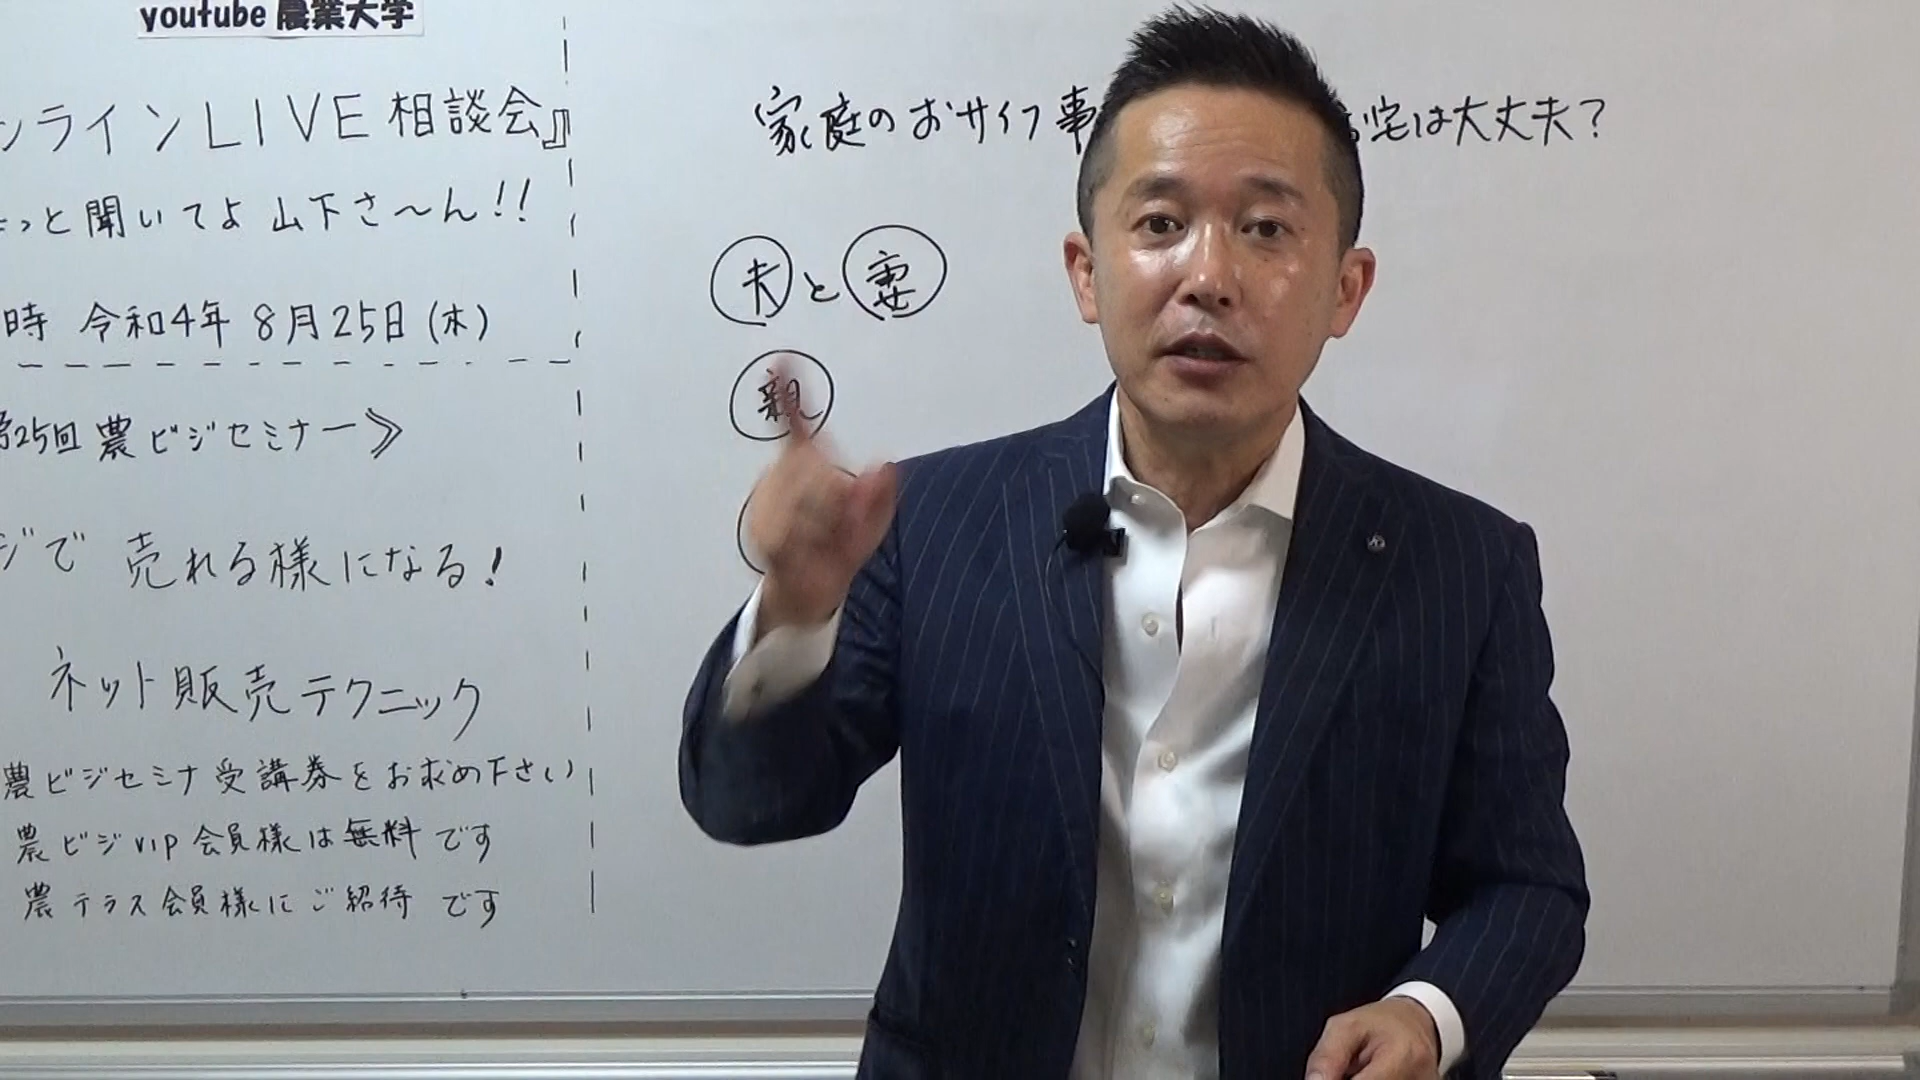 youtube 農業大学
ンラインLIVE相談会』
っと聞いてよ山下さ〜ん!!
時 令和4年8月25日(木)
25回農ビジセミナー》
ジで 売れる様になる!
ネット販売テクニック
農ビジセミナ受講券をお求め下さい
農ビジVIP会員様は無料です
農テラス会員様にご招待です
家庭のおサイフ事
宅は大丈夫?
夫と妻
親